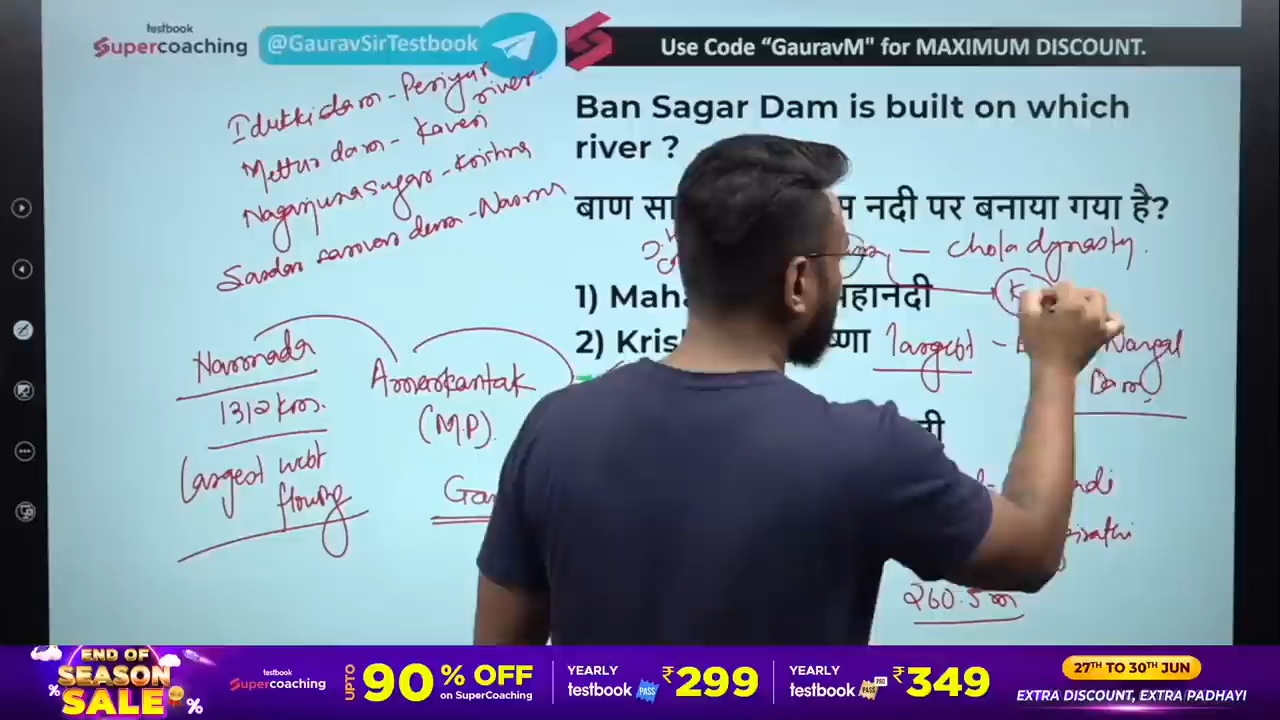 testbook
Supercoaching
@GauravSirTestbook
Use Code “GauravM" for MAXIMUM DISCOUNT.
Idukki dam - Periyar
river.
Mettur dam - Kaveri
Nagarjunasagar - Krishna
Sardar sarovar dam -
Ban Sagar Dam is built on which
river ?
बाण नदी पर बनाया गया है?
chola dynasty.
1) Maha
2) Kris
largest -
Nangal
Dam
Narmada
1312 km.
Largest west
flowing
Amarkantak
(M.P).
260.5 m
END OF
SEASON
SALE
testbook
Supercoaching
UPTO 90% OFF
on SuperCoaching
YEARLY
testbook PASS ₹299
YEARLY
testbook PASS PRO ₹349
27TH TO 30TH JUN
EXTRA DISCOUNT, EXTRA PADHAYI